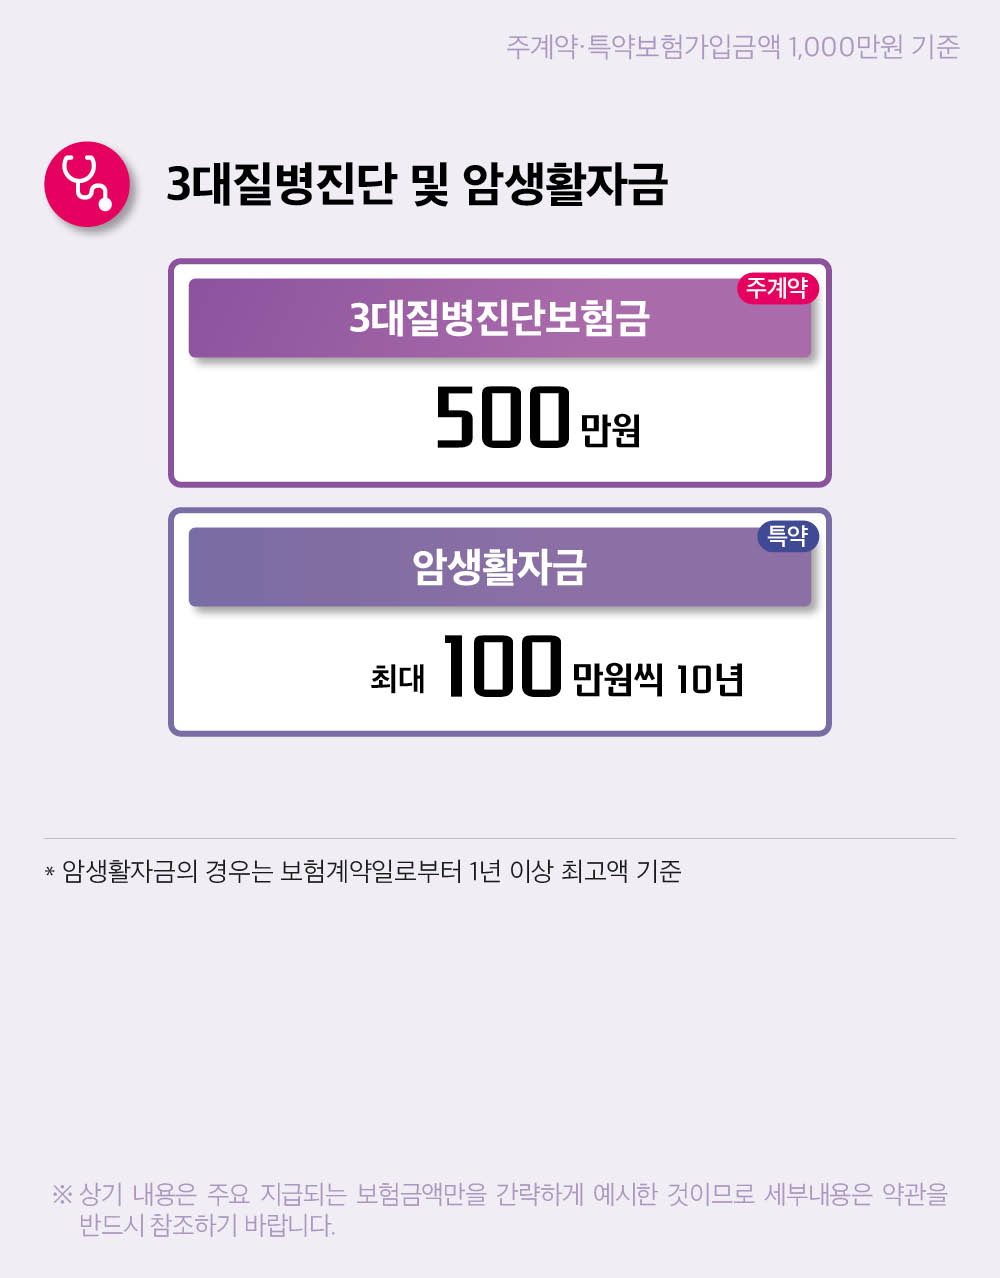 주계약·특약보험가입금액 1,000만원 기준
3대질병진단 및 암생활자금
주계약
3대질병진단보험금
500 만원
특약
암생활자금
최대 100 만원씩 10년
* 암생활자금의 경우는 보험계약일로부터 1년 이상 최고액 기준
※ 상기 내용은 주요 지급되는 보험금액만을 간략하게 예시한 것이므로 세부내용은 약관을
반드시 참조하기 바랍니다.